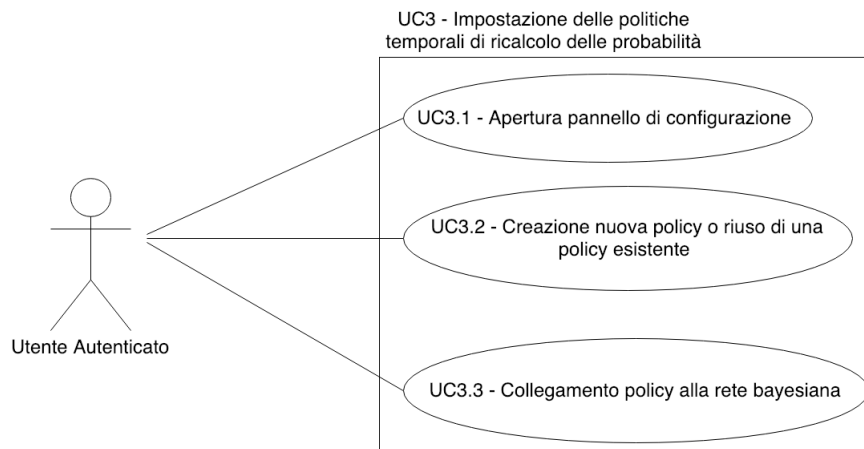 UC3 - Impostazione delle politiche
temporali di ricalcolo delle probabilità
UC3.1 - Apertura pannello di configurazione
UC3.2 - Creazione nuova policy o riuso di una
policy esistente
Utente Autenticato
UC3.3 - Collegamento policy alla rete bayesiana